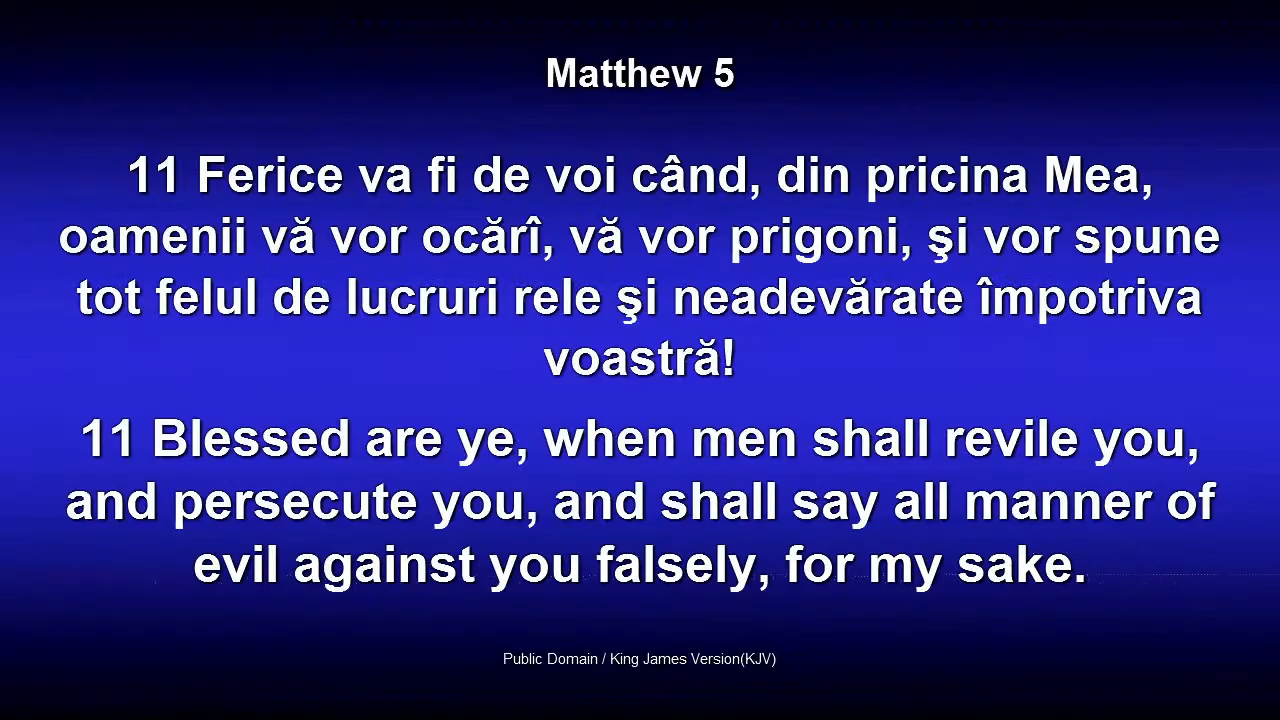 Matthew 5
11 Ferice va fi de voi când, din pricina Mea,
oamenii vă vor ocărî, vă vor prigoni, şi vor spune
tot felul de lucruri rele şi neadevărate împotriva
voastră!
11 Blessed are ye, when men shall revile you,
and persecute you, and shall say all manner of
evil against you falsely, for my sake.
Public Domain / King James Version(KJV)